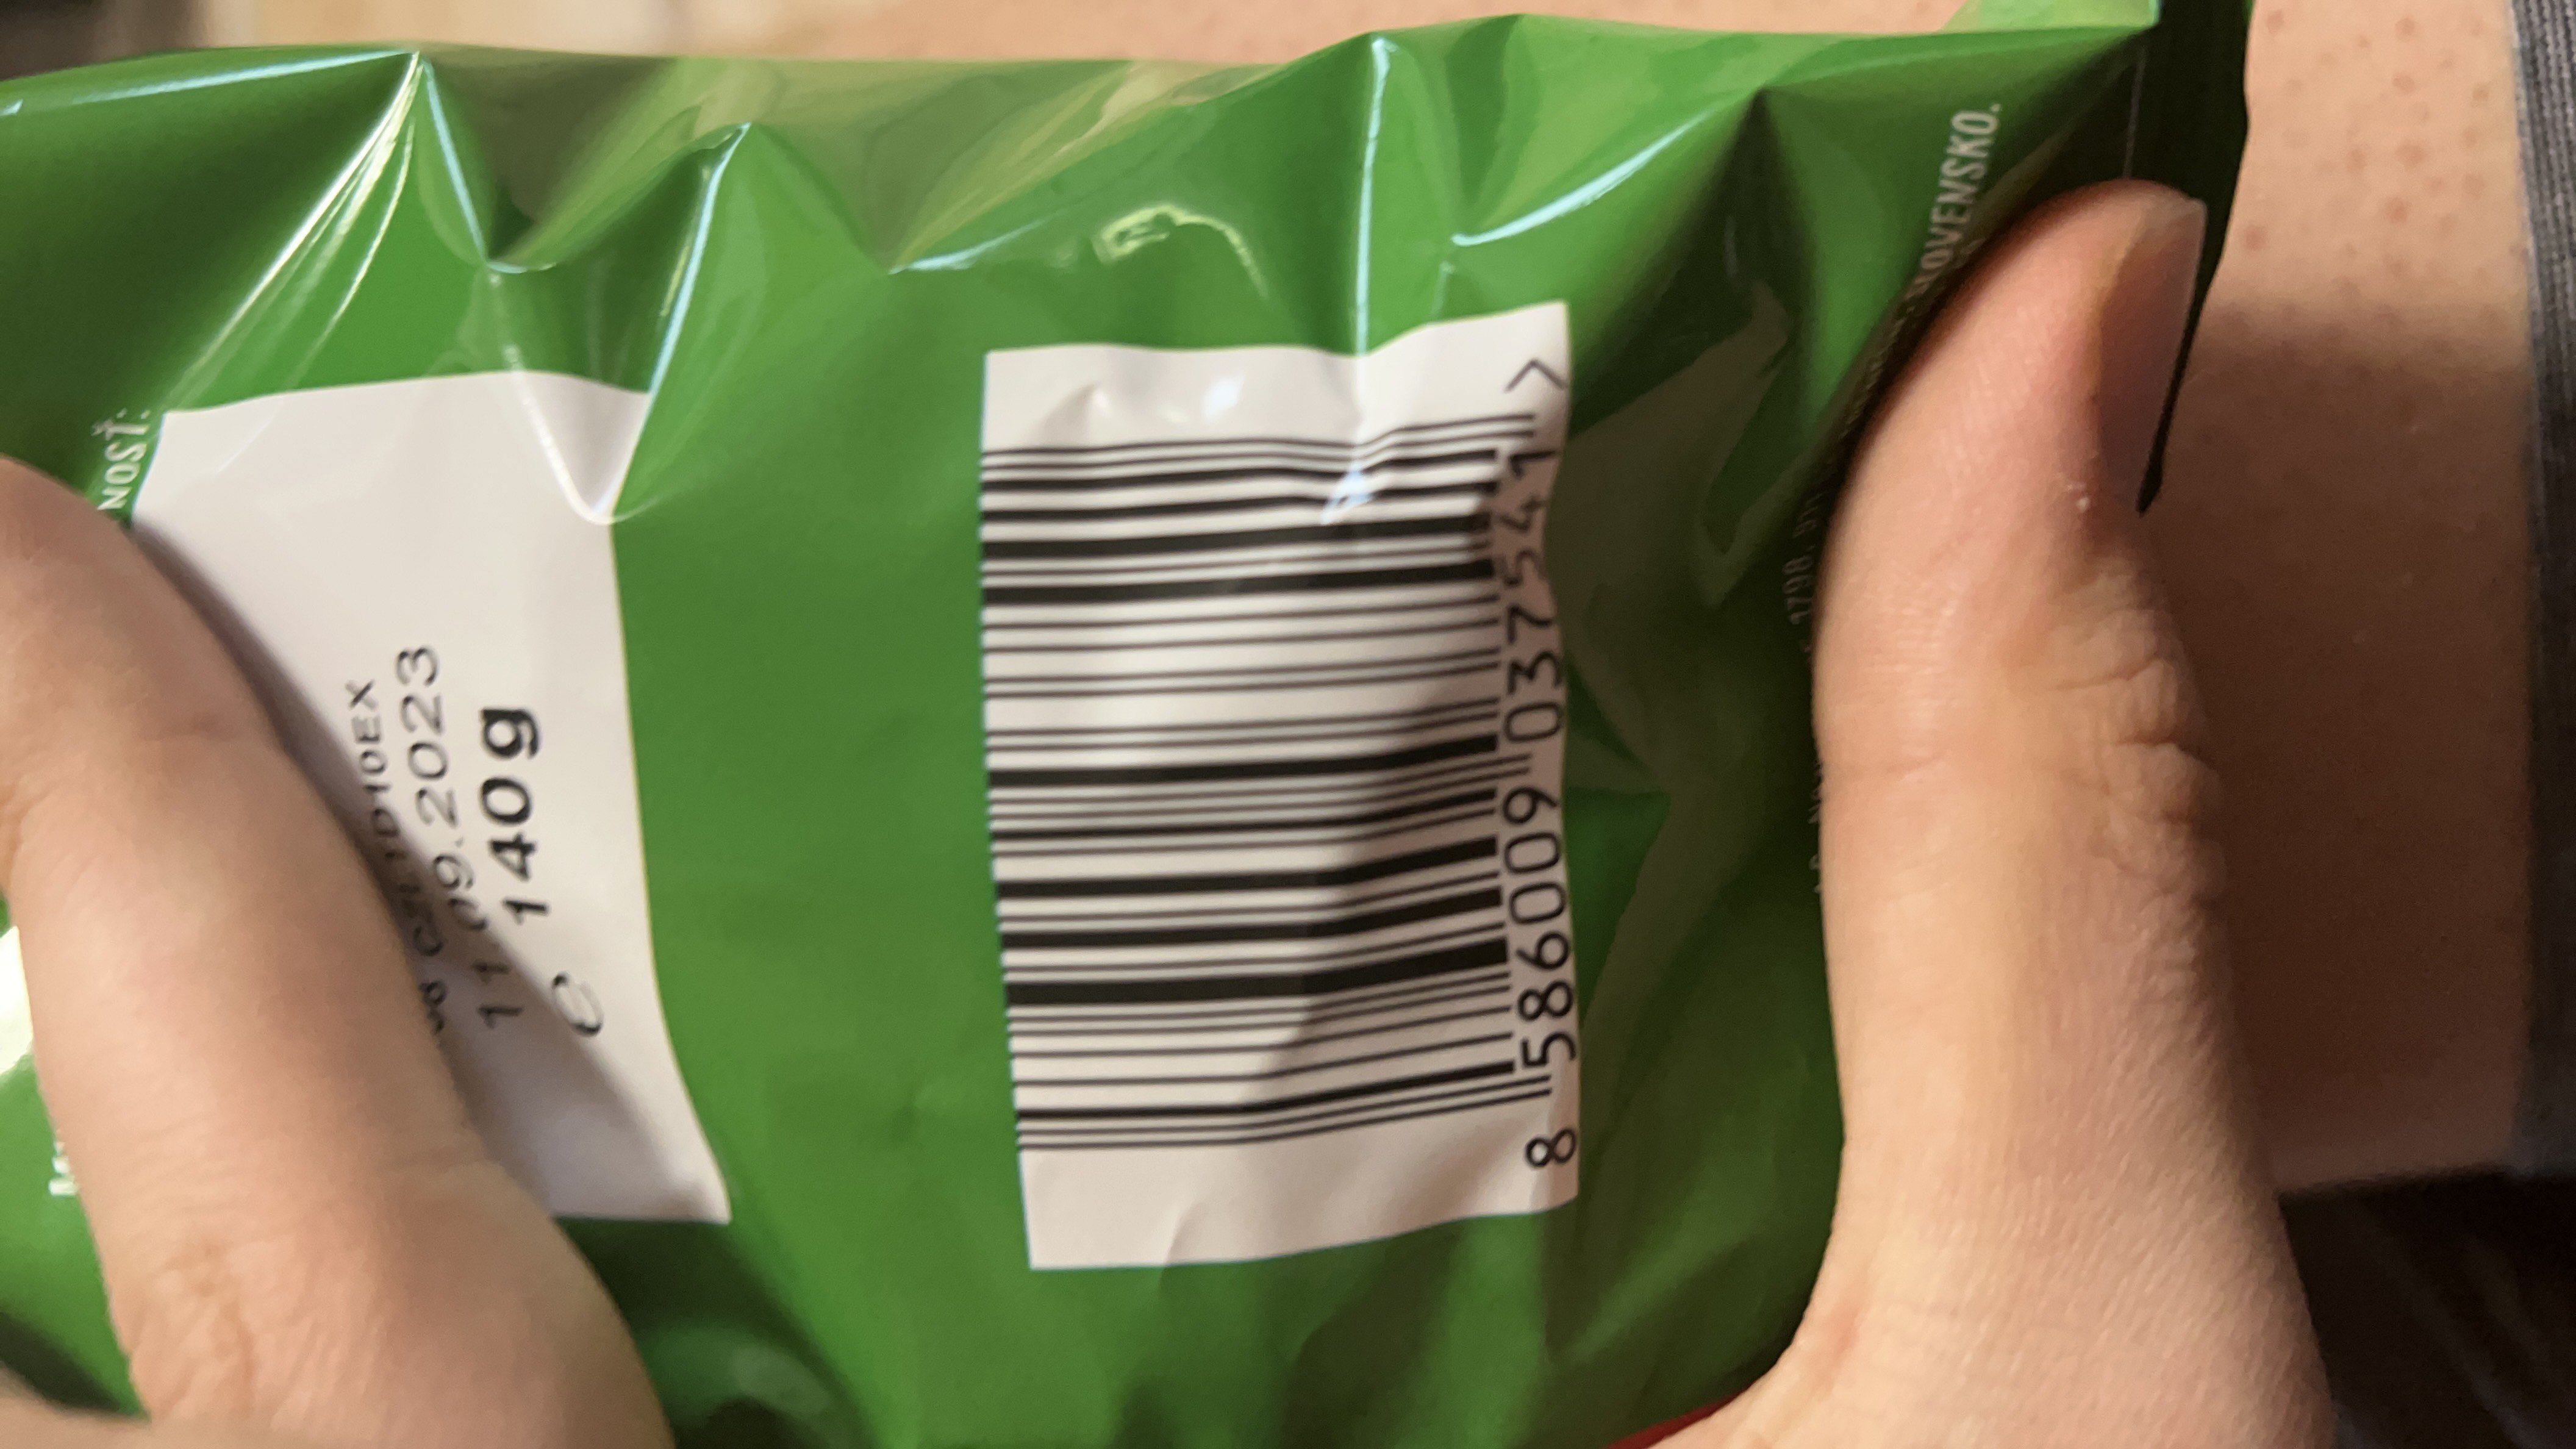 NOSŤ:
11 09.2023
e 140g
8 586009 037541 >
SLOVENSKO.